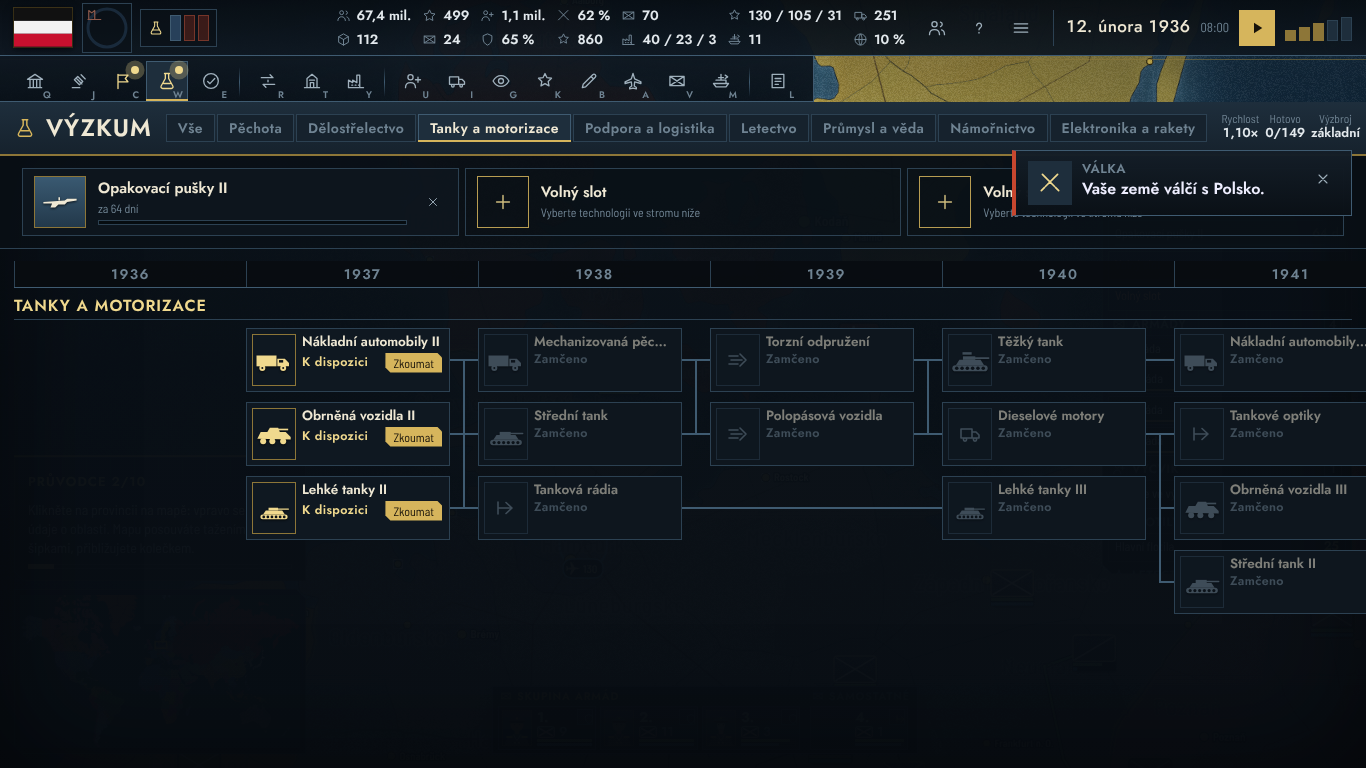 67,4 mil. 499 1,1 mil. 62 % 70 130 / 105 / 31 251
112 24 65 % 860 40 / 23 / 3 11 10 %
12. února 1936 08:00
Q J C W E R T Y U I G K B A V M L
VÝZKUM
Vše Pěchota Dělostřelectvo Tanky a motorizace Podpora a logistika Letectvo Průmysl a věda Námořnictvo Elektronika a rakety
Rychlost Hotovo Výzbroj
1,10× 0/149 základní
VÁLKA
Vaše země válčí s Polsko.
Opakovací pušky II
za 64 dní
Volný slot
Vyberte technologii ve stromu níže
1936 1937 1938 1939 1940 1941
TANKY A MOTORIZACE
Nákladní automobily II
K dispozici Zkoumat
Mechanizovaná pěc...
Zamčeno
Torzní odpružení
Zamčeno
Těžký tank
Zamčeno
Nákladní automobily...
Zamčeno
Obrněná vozidla II
K dispozici Zkoumat
Střední tank
Zamčeno
Polopásová vozidla
Zamčeno
Dieselové motory
Zamčeno
Tankové optiky
Zamčeno
Lehké tanky II
K dispozici Zkoumat
Tanková rádia
Zamčeno
Lehké tanky III
Zamčeno
Obrněná vozidla III
Zamčeno
Střední tank II
Zamčeno